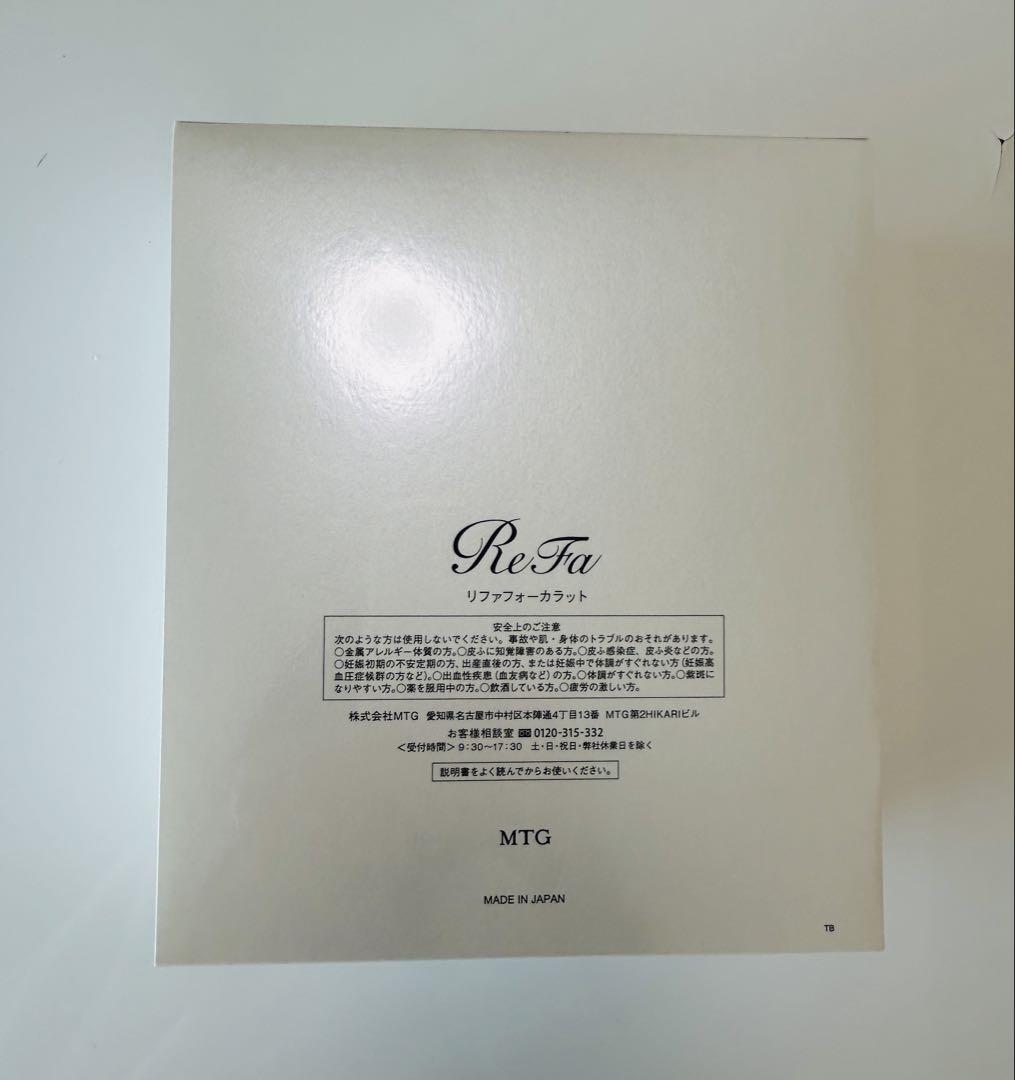 ReFa
リファフォーカラット
安全上のご注意
次のような方は使用しないでください。事故や肌・身体のトラブルのおそれがあります。
〇金属アレルギー体質の方。〇皮ふに知覚障害のある方。〇皮ふ感染症、皮ふ炎などの方。
〇妊娠初期の不安定期の方、出産直後の方、または妊娠中で体調がすぐれない方（妊娠高
血圧症候群の方など）。〇出血性疾患（血友病など）の方。〇体調がすぐれない方。〇紫斑に
なりやすい方。〇薬を服用中の方。〇飲酒している方。〇疲労の激しい方。
株式会社MTG 愛知県名古屋市中村区本陣通4丁目13番 MTG第2HIKARIビル
お客様相談室 0120-315-332
＜受付時間＞9:30～17:30 土・日・祝日・弊社休業日を除く
説明書をよく読んでからお使いください。
MTG
MADE IN JAPAN
TB